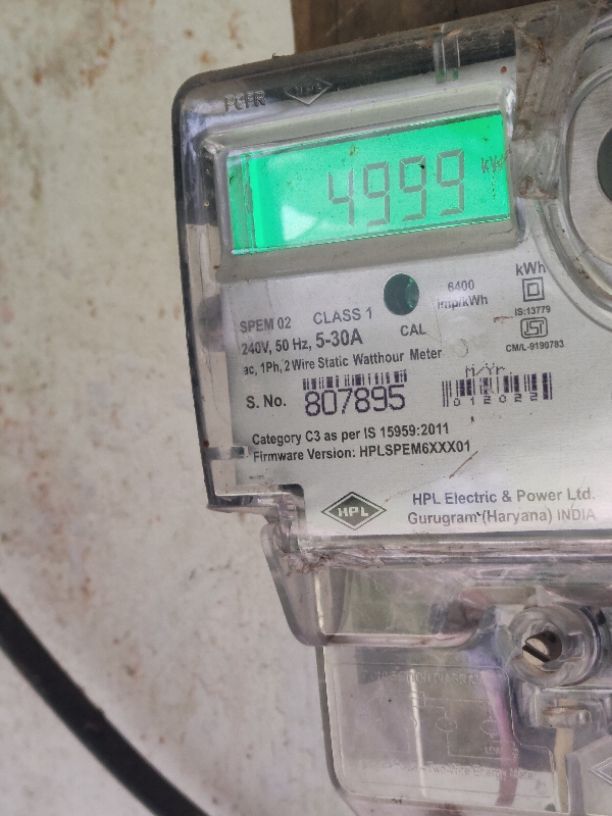 HPL
4999
kW
6400
imp/kWh
kWh
IS:13779
CM/L-9190783
SPEM 02 CLASS 1
CAL
240V, 50 Hz, 5-30A
ac, 1Ph, 2 Wire Static Watthour Meter
S. No. 807895
M/Yr.
012022
Category C3 as per IS 15959:2011
Firmware Version: HPLSPEM6XXX01
HPL
HPL Electric & Power Ltd.
Gurugram (Haryana) INDIA